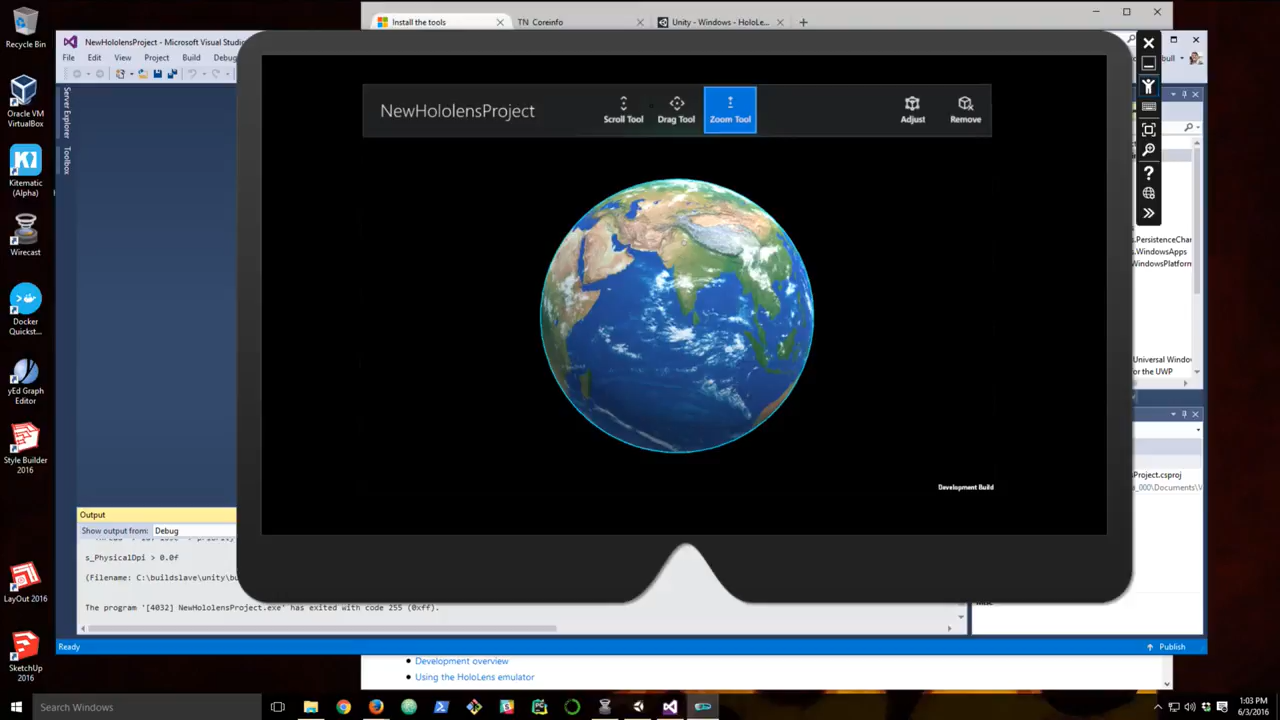 Recycle Bin
Oracle VM
VirtualBox
Kitematic
(Alpha)
Wirecast
Docker
Quickst...
yEd Graph
Editor
Style Builder
2016
LayOut 2016
SketchUp
2016
Install the tools
TN Coreinfo
Unity - Windows - HoloLe...
NewHololensProject - Microsoft Visual Studi
File Edit View Project Build Debug
Server Explorer
Toolbox
NewHololensProject
Scroll Tool
Drag Tool
Zoom Tool
Adjust
Remove
Development Build
bull
.PersistenceChar
s.WindowsApps
WindowsPlatform
Universal Windo
or the UWP
Project.csproj
a_000\Documents\V
Output
Show output from: Debug
s_PhysicalDpi > 0.0f
(Filename: C:\buildslave\unity\bu
The program '[4032] NewHololensProject.exe' has exited with code 255 (0xff).
Ready
Publish
Development overview
Using the HoloLens emulator
Search Windows
1:03 PM
6/3/2016